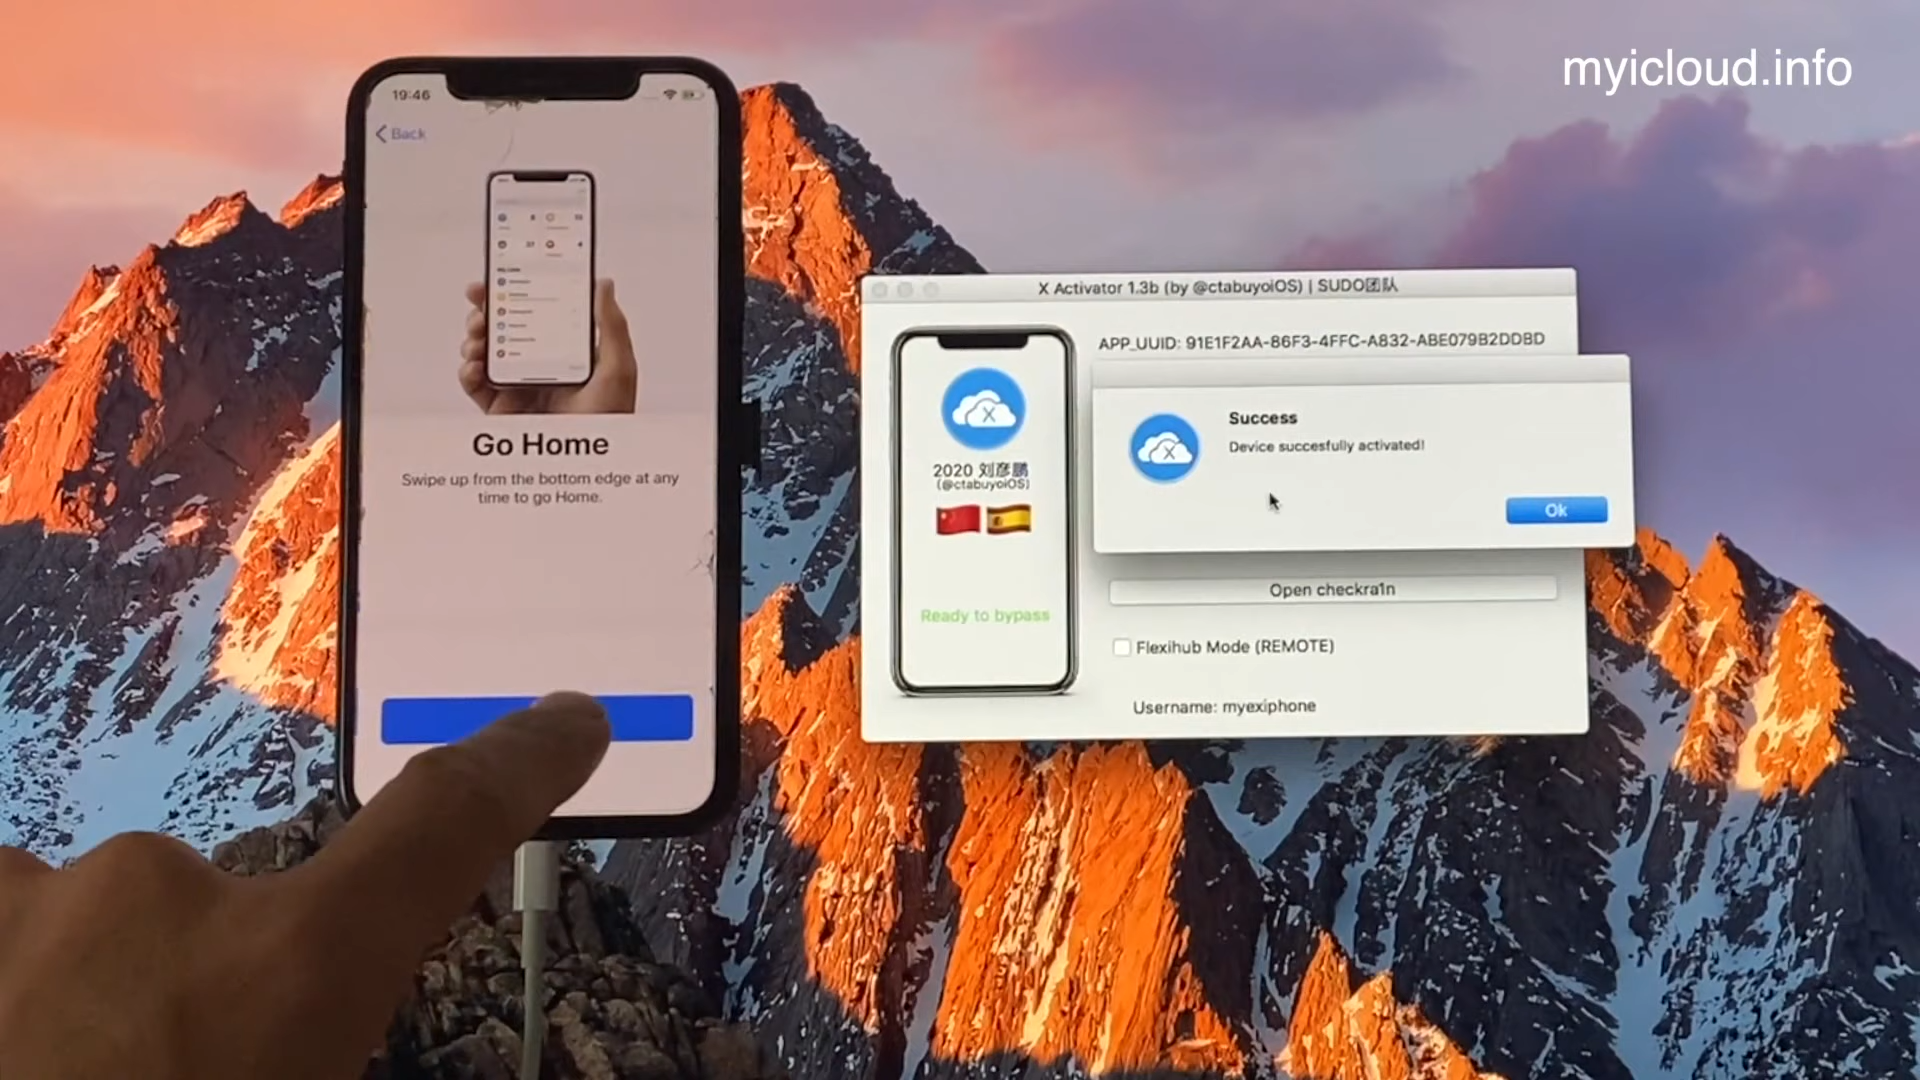 myicloud.info
19:46
Back
Go Home
Swipe up from the bottom edge at any
time to go Home.
X Activator 1.3b (by @ctabuyoiOS) | SUDO团队
APP_UUID: 91E1F2AA-86F3-4FFC-A832-ABE079B2DDBD
X
2020 刘彦鹏
(@ctabuyoiOS)
Ready to bypass
X
Success
Device succesfully activated!
Ok
Open checkra1n
Flexihub Mode (REMOTE)
Username: myexiphone